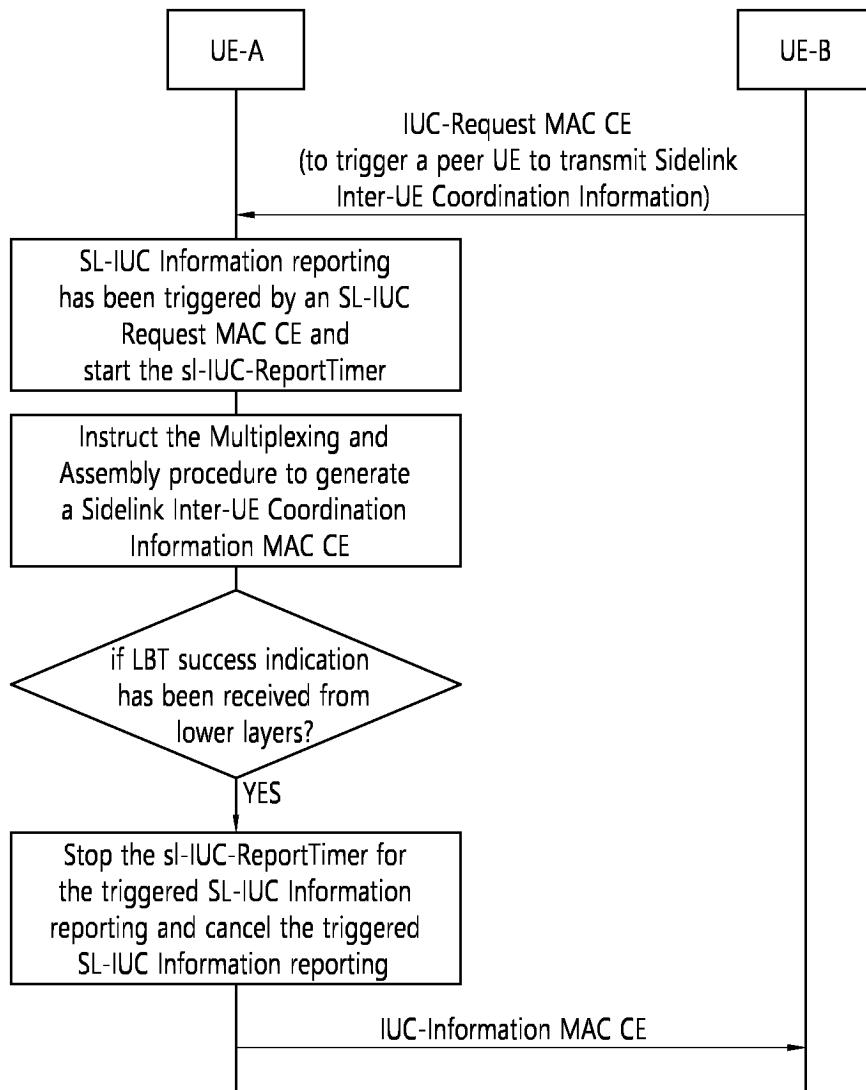 UE-A
UE-B
IUC-Request MAC CE
(to trigger a peer UE to transmit Sidelink
Inter-UE Coordination Information)
SL-IUC Information reporting
has been triggered by an SL-IUC
Request MAC CE and
start the sl-IUC-ReportTimer
Instruct the Multiplexing and
Assembly procedure to generate
a Sidelink Inter-UE Coordination
Information MAC CE
if LBT success indication
has been received from
lower layers?
YES
Stop the sl-IUC-ReportTimer for
the triggered SL-IUC Information
reporting and cancel the triggered
SL-IUC Information reporting
IUC-Information MAC CE